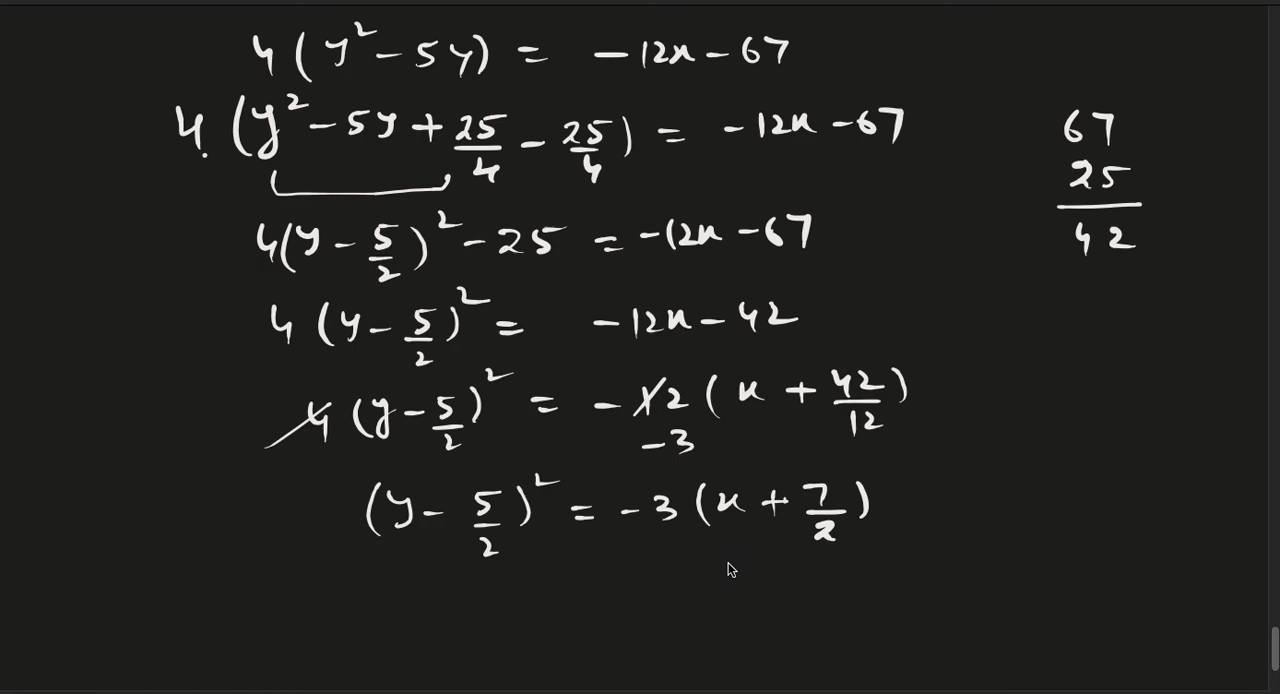 4(y² - 5y) = -12x - 67
4(y² - 5y + 25/4 - 25/4) = -12x - 67
67
25
42
4(y - 5/2)² - 25 = -12x - 67
4(y - 5/2)² = -12x - 42
4(y - 5/2)² = -12(x + 42/12)
-3
(y - 5/2)² = -3(x + 7/2)